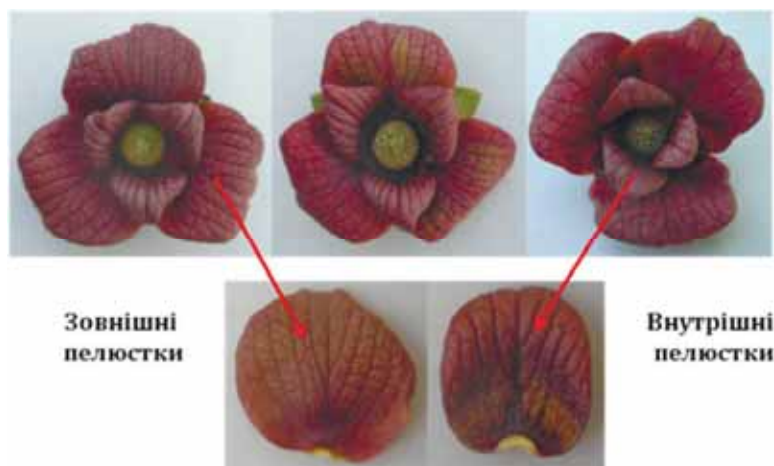 Зовнішні
пелюстки
Внутрішні
пелюстки